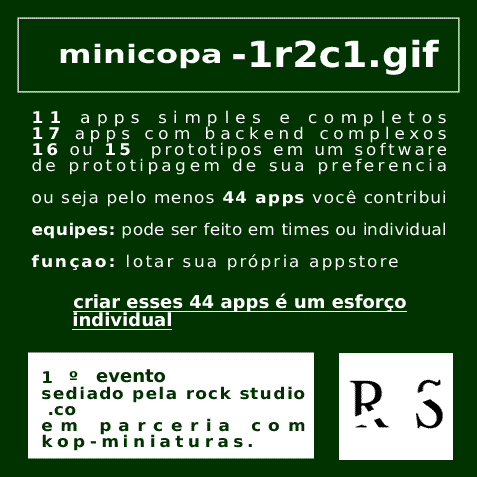 minicopa -1r2c1.gif
11 apps simples e completos
17 apps com backend complexos
16 ou 15 prototipos em um software
de prototipagem de sua preferencia
ou seja pelo menos 44 apps você contribui
equipes: pode ser feito em times ou individual
funçao: lotar sua própria appstore
criar esses 44 apps é um esforço
individual
1 º evento
sediado pela rock studio
.co
em parceria com
kop-miniaturas.
R S